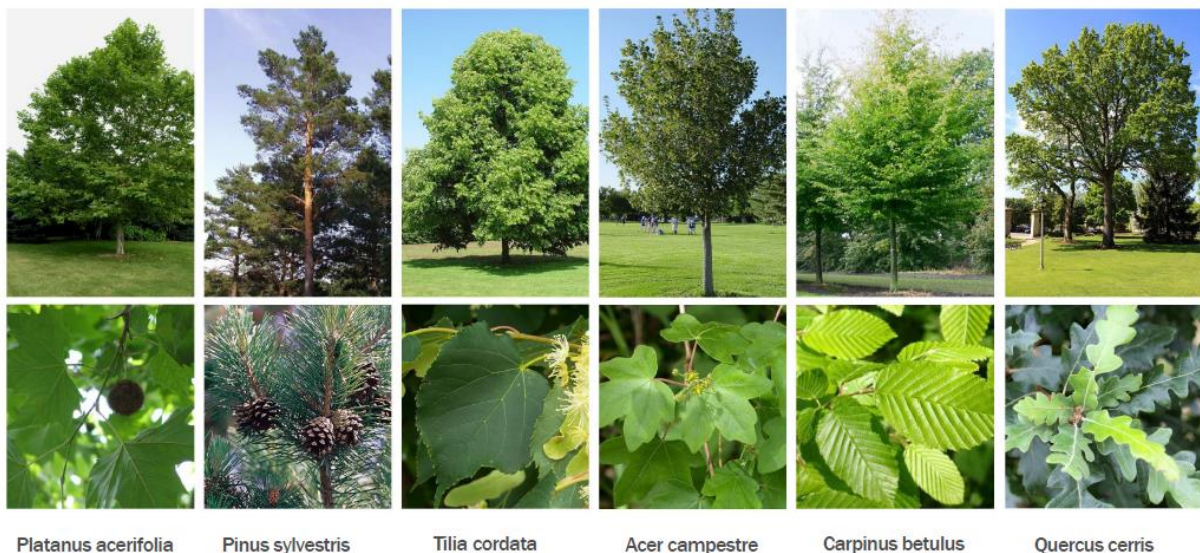 Platanus acerifolia
Pinus sylvestris
Tilia cordata
Acer campestre
Carpinus betulus
Quercus cerris